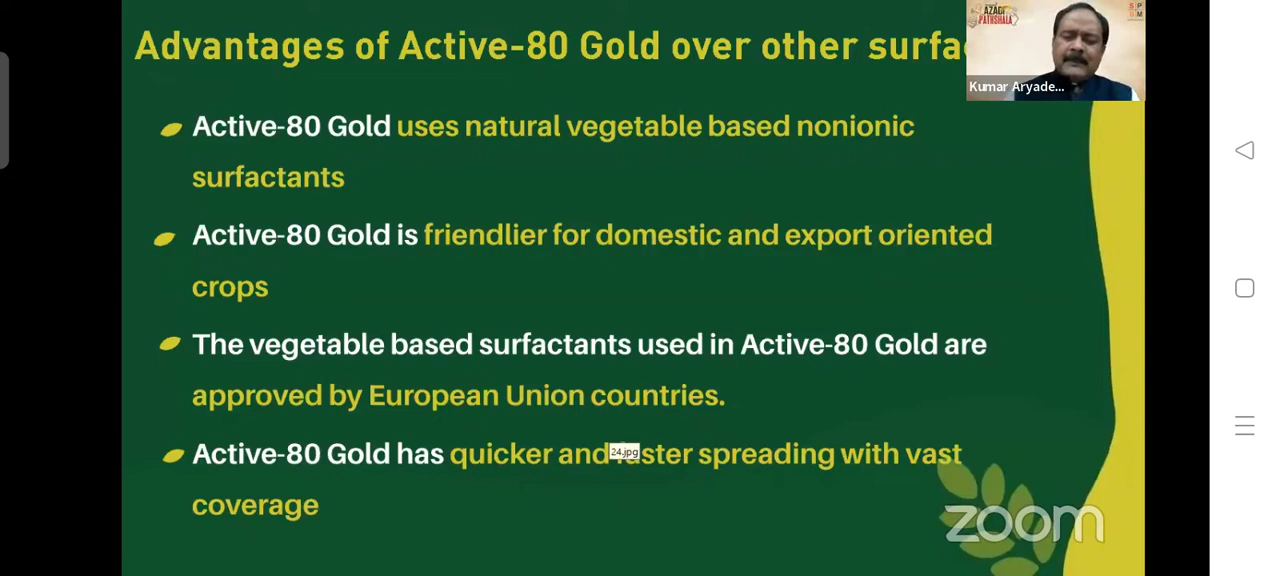 AZADI
PATHSHALA
Advantages of Active-80 Gold over other
Kumar Aryade...
Active-80 Gold uses natural vegetable based nonionic
surfactants
Active-80 Gold is friendlier for domestic and export oriented
crops
The vegetable based surfactants used in Active-80 Gold are
approved by European Union countries.
Active-80 Gold has quicker and faster spreading with vast
24.jpg
coverage
zoom